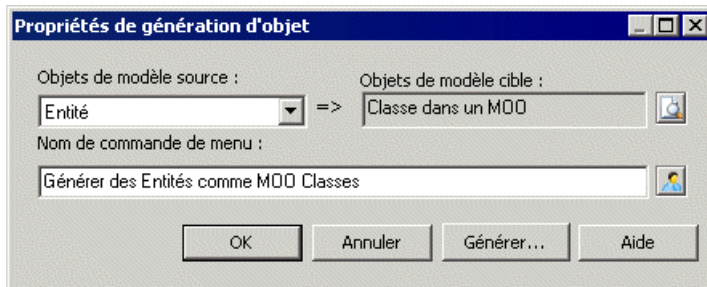 Propriétés de génération d'objet
Objets de modèle source :
Objets de modèle cible :
Entité
=>
Classe dans un MOO
Nom de commande de menu :
Générer des Entités comme MOO Classes
OK
Annuler
Générer...
Aide